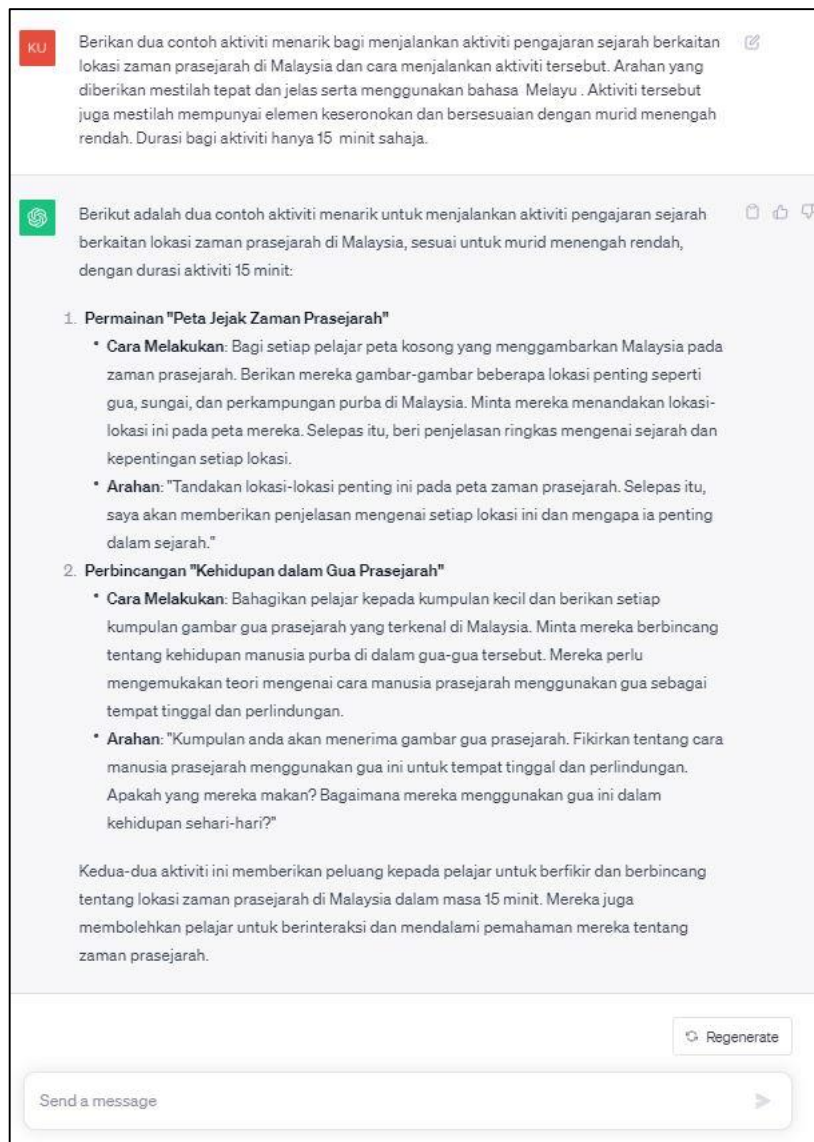 KU
Berikan dua contoh aktiviti menarik bagi menjalankan aktiviti pengajaran sejarah berkaitan
lokasi zaman prasejarah di Malaysia dan cara menjalankan aktiviti tersebut. Arahan yang
diberikan mestilah tepat dan jelas serta menggunakan bahasa Melayu . Aktiviti tersebut
juga mestilah mempunyai elemen keseronokan dan bersesuaian dengan murid menengah
rendah. Durasi bagi aktiviti hanya 15 minit sahaja.
Berikut adalah dua contoh aktiviti menarik untuk menjalankan aktiviti pengajaran sejarah
berkaitan lokasi zaman prasejarah di Malaysia, sesuai untuk murid menengah rendah,
dengan durasi aktiviti 15 minit:
1. Permainan "Peta Jejak Zaman Prasejarah"
• Cara Melakukan: Bagi setiap pelajar peta kosong yang menggambarkan Malaysia pada
zaman prasejarah. Berikan mereka gambar-gambar beberapa lokasi penting seperti
gua, sungai, dan perkampungan purba di Malaysia. Minta mereka menandakan lokasi-
lokasi ini pada peta mereka. Selepas itu, beri penjelasan ringkas mengenai sejarah dan
kepentingan setiap lokasi.
• Arahan: "Tandakan lokasi-lokasi penting ini pada peta zaman prasejarah. Selepas itu,
saya akan memberikan penjelasan mengenai setiap lokasi ini dan mengapa ia penting
dalam sejarah."
2. Perbincangan "Kehidupan dalam Gua Prasejarah"
• Cara Melakukan: Bahagikan pelajar kepada kumpulan kecil dan berikan setiap
kumpulan gambar gua prasejarah yang terkenal di Malaysia. Minta mereka berbincang
tentang kehidupan manusia purba di dalam gua-gua tersebut. Mereka perlu
mengemukakan teori mengenai cara manusia prasejarah menggunakan gua sebagai
tempat tinggal dan perlindungan.
• Arahan: "Kumpulan anda akan menerima gambar gua prasejarah. Fikirkan tentang cara
manusia prasejarah menggunakan gua ini untuk tempat tinggal dan perlindungan.
Apakah yang mereka makan? Bagaimana mereka menggunakan gua ini dalam
kehidupan sehari-hari?"
Kedua-dua aktiviti ini memberikan peluang kepada pelajar untuk berfikir dan berbincang
tentang lokasi zaman prasejarah di Malaysia dalam masa 15 minit. Mereka juga
membolehkan pelajar untuk berinteraksi dan mendalami pemahaman mereka tentang
zaman prasejarah.
Regenerate
Send a message